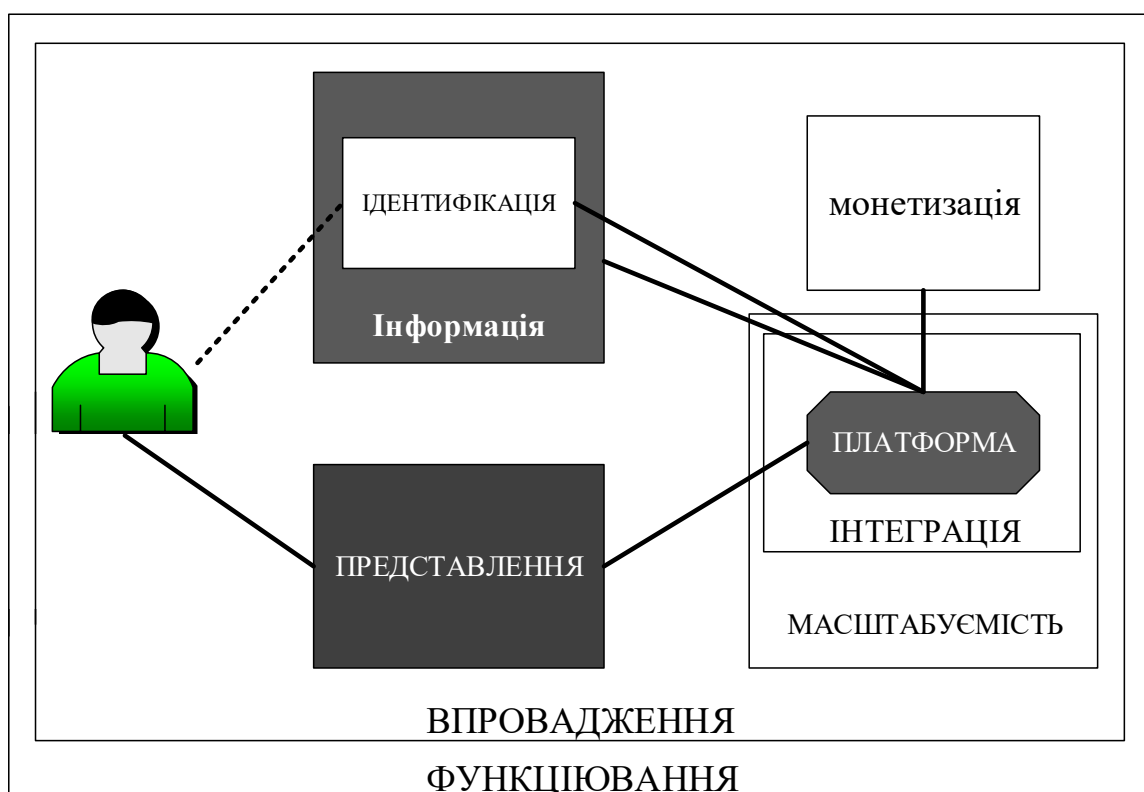 ІДЕНТИФІКАЦІЯ
Інформація
монетизація
ПЛАТФОРМА
ІНТЕГРАЦІЯ
ПРЕДСТАВЛЕННЯ
МАСШТАБУЄМІСТЬ
ВПРОВАДЖЕННЯ
ФУНКЦІЮВАННЯ